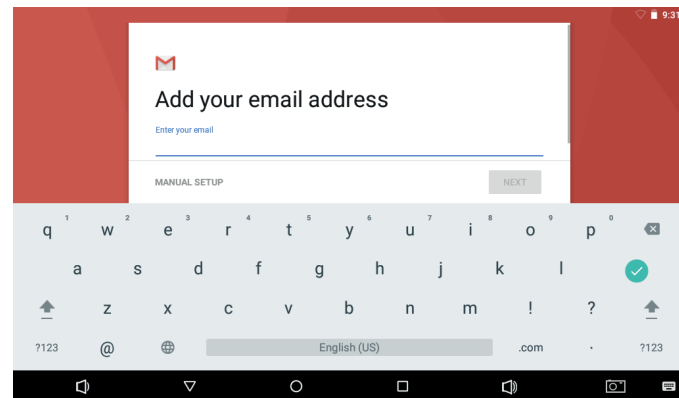 9:31
Add your email address
Enter your email
MANUAL SETUP
NEXT
q 1 w 2 e 3 r 4 t 5 y 6 u 7 i 8 o 9 p 0
a s d f g h j k l
z x c v b n m ! ?
?123 @ English (US) .com . ?123